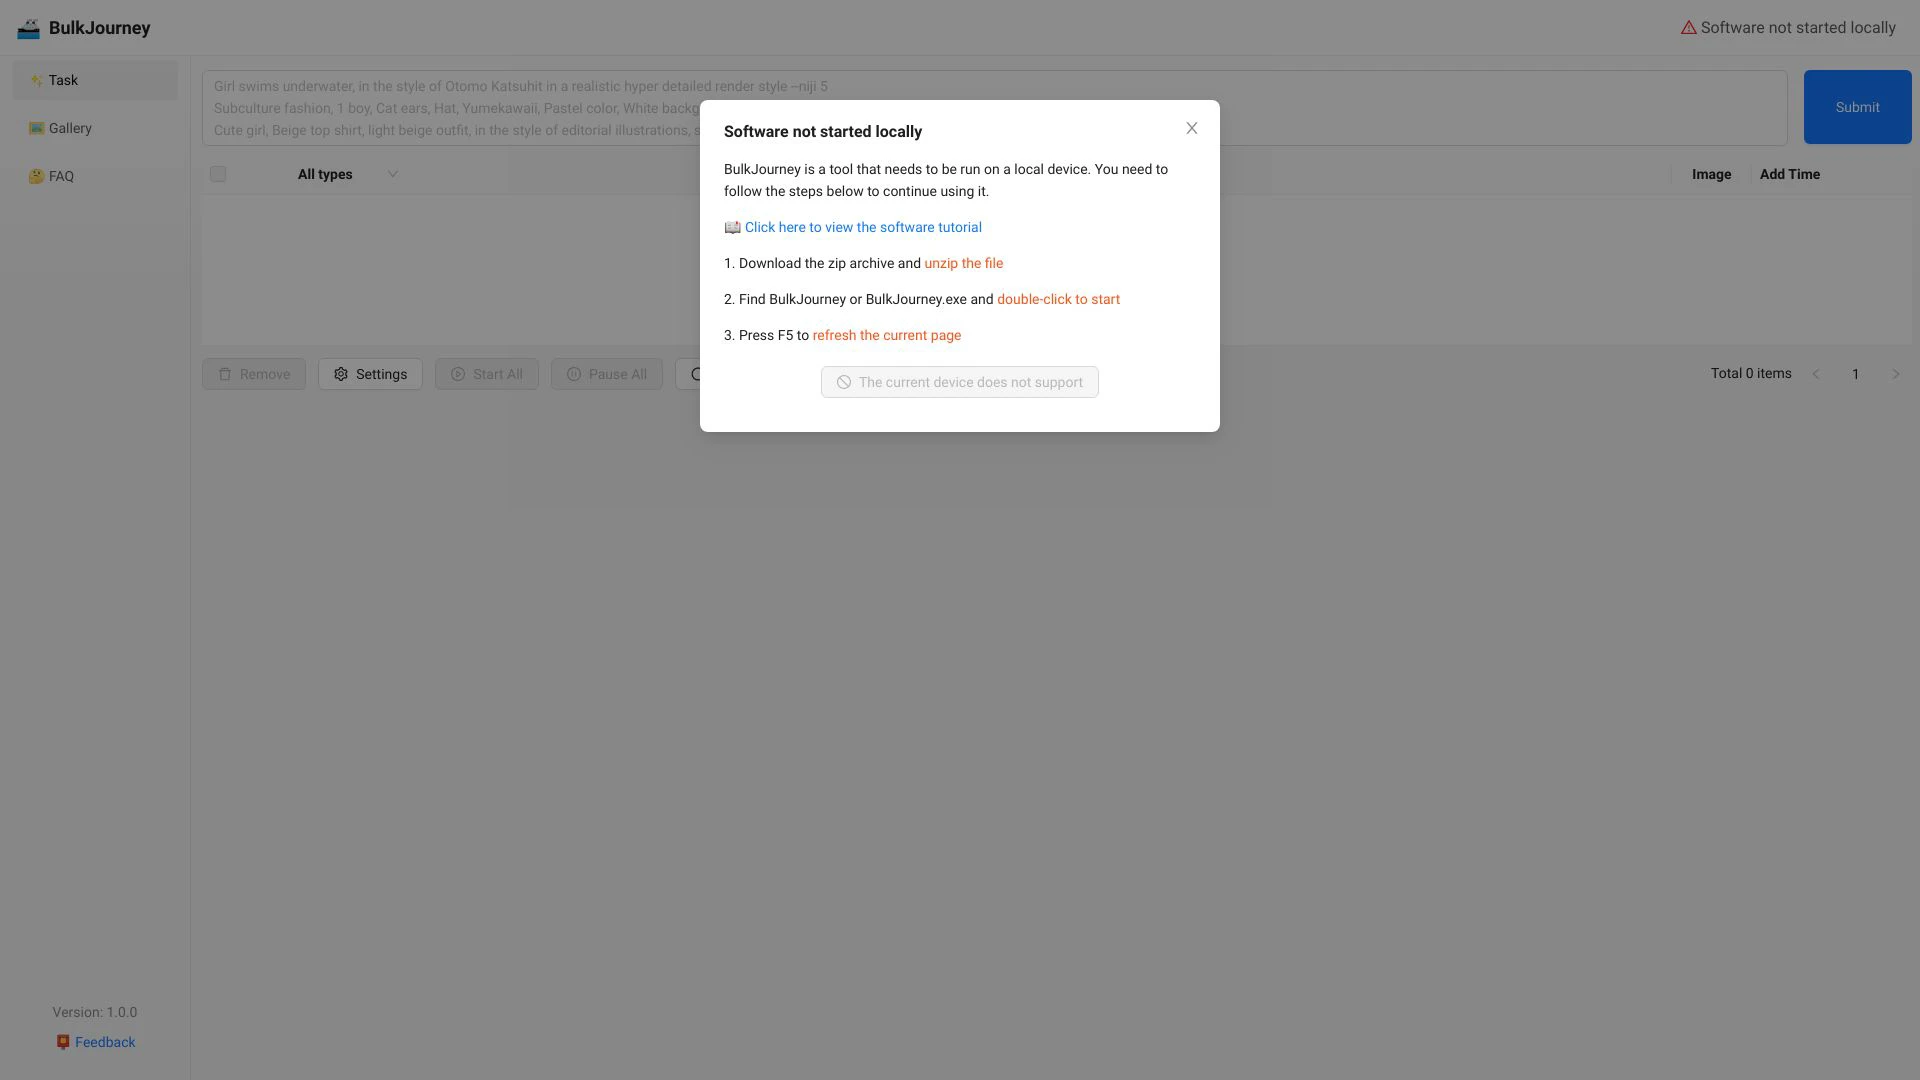 BulkJourney
Software not started locally
Task
Gallery
FAQ
Girl swims underwater, in the style of Otomo Katsuhit in a realistic hyper detailed render style –niji 5
Subculture fashion, 1 boy, Cat ears, Hat, Yumekawaii, Pastel color, White backg
Cute girl, Beige top shirt, light beige outfit, in the style of editorial illustrations, s
Submit
All types
Image
Add Time
Software not started locally
BulkJourney is a tool that needs to be run on a local device. You need to
follow the steps below to continue using it.
Click here to view the software tutorial
1. Download the zip archive and unzip the file
2. Find BulkJourney or BulkJourney.exe and double-click to start
3. Press F5 to refresh the current page
The current device does not support
Remove
Settings
Start All
Pause All
Total 0 items
1
Version: 1.0.0
Feedback